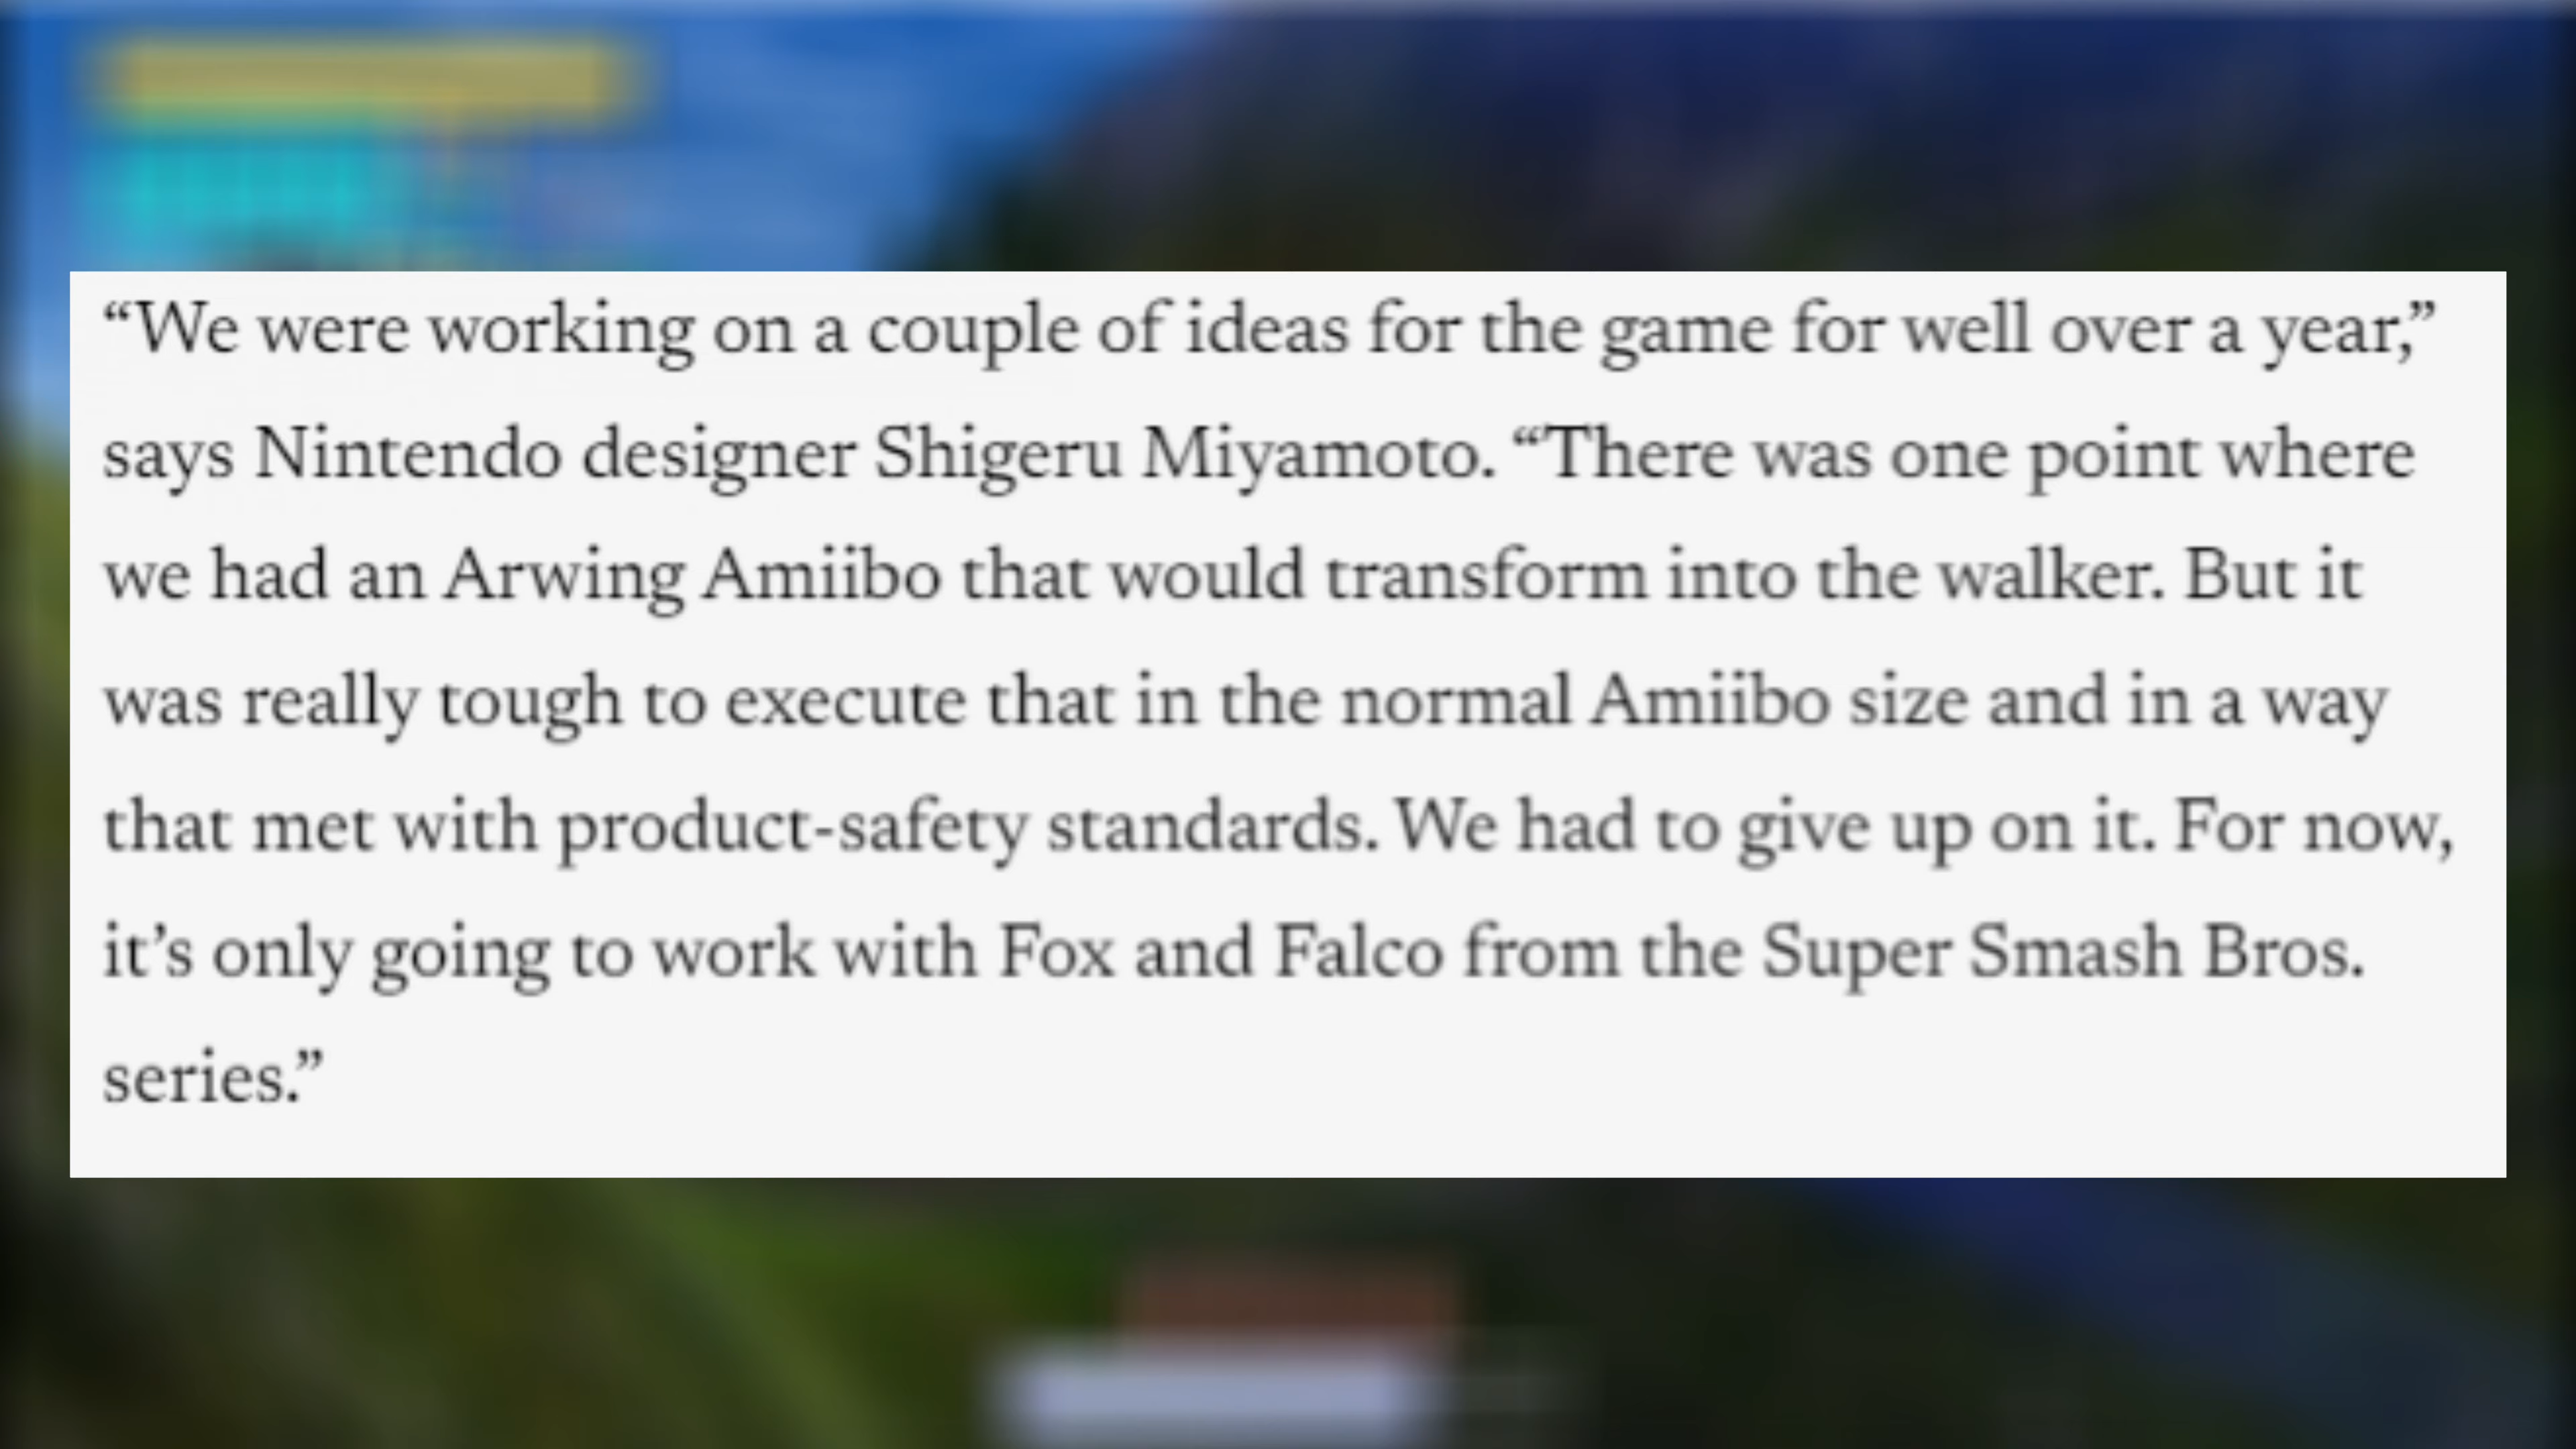 “We were working on a couple of ideas for the game for well over a year,”
says Nintendo designer Shigeru Miyamoto. “There was one point where
we had an Arwing Amiibo that would transform into the walker. But it
was really tough to execute that in the normal Amiibo size and in a way
that met with product-safety standards. We had to give up on it. For now,
it’s only going to work with Fox and Falco from the Super Smash Bros.
series.”